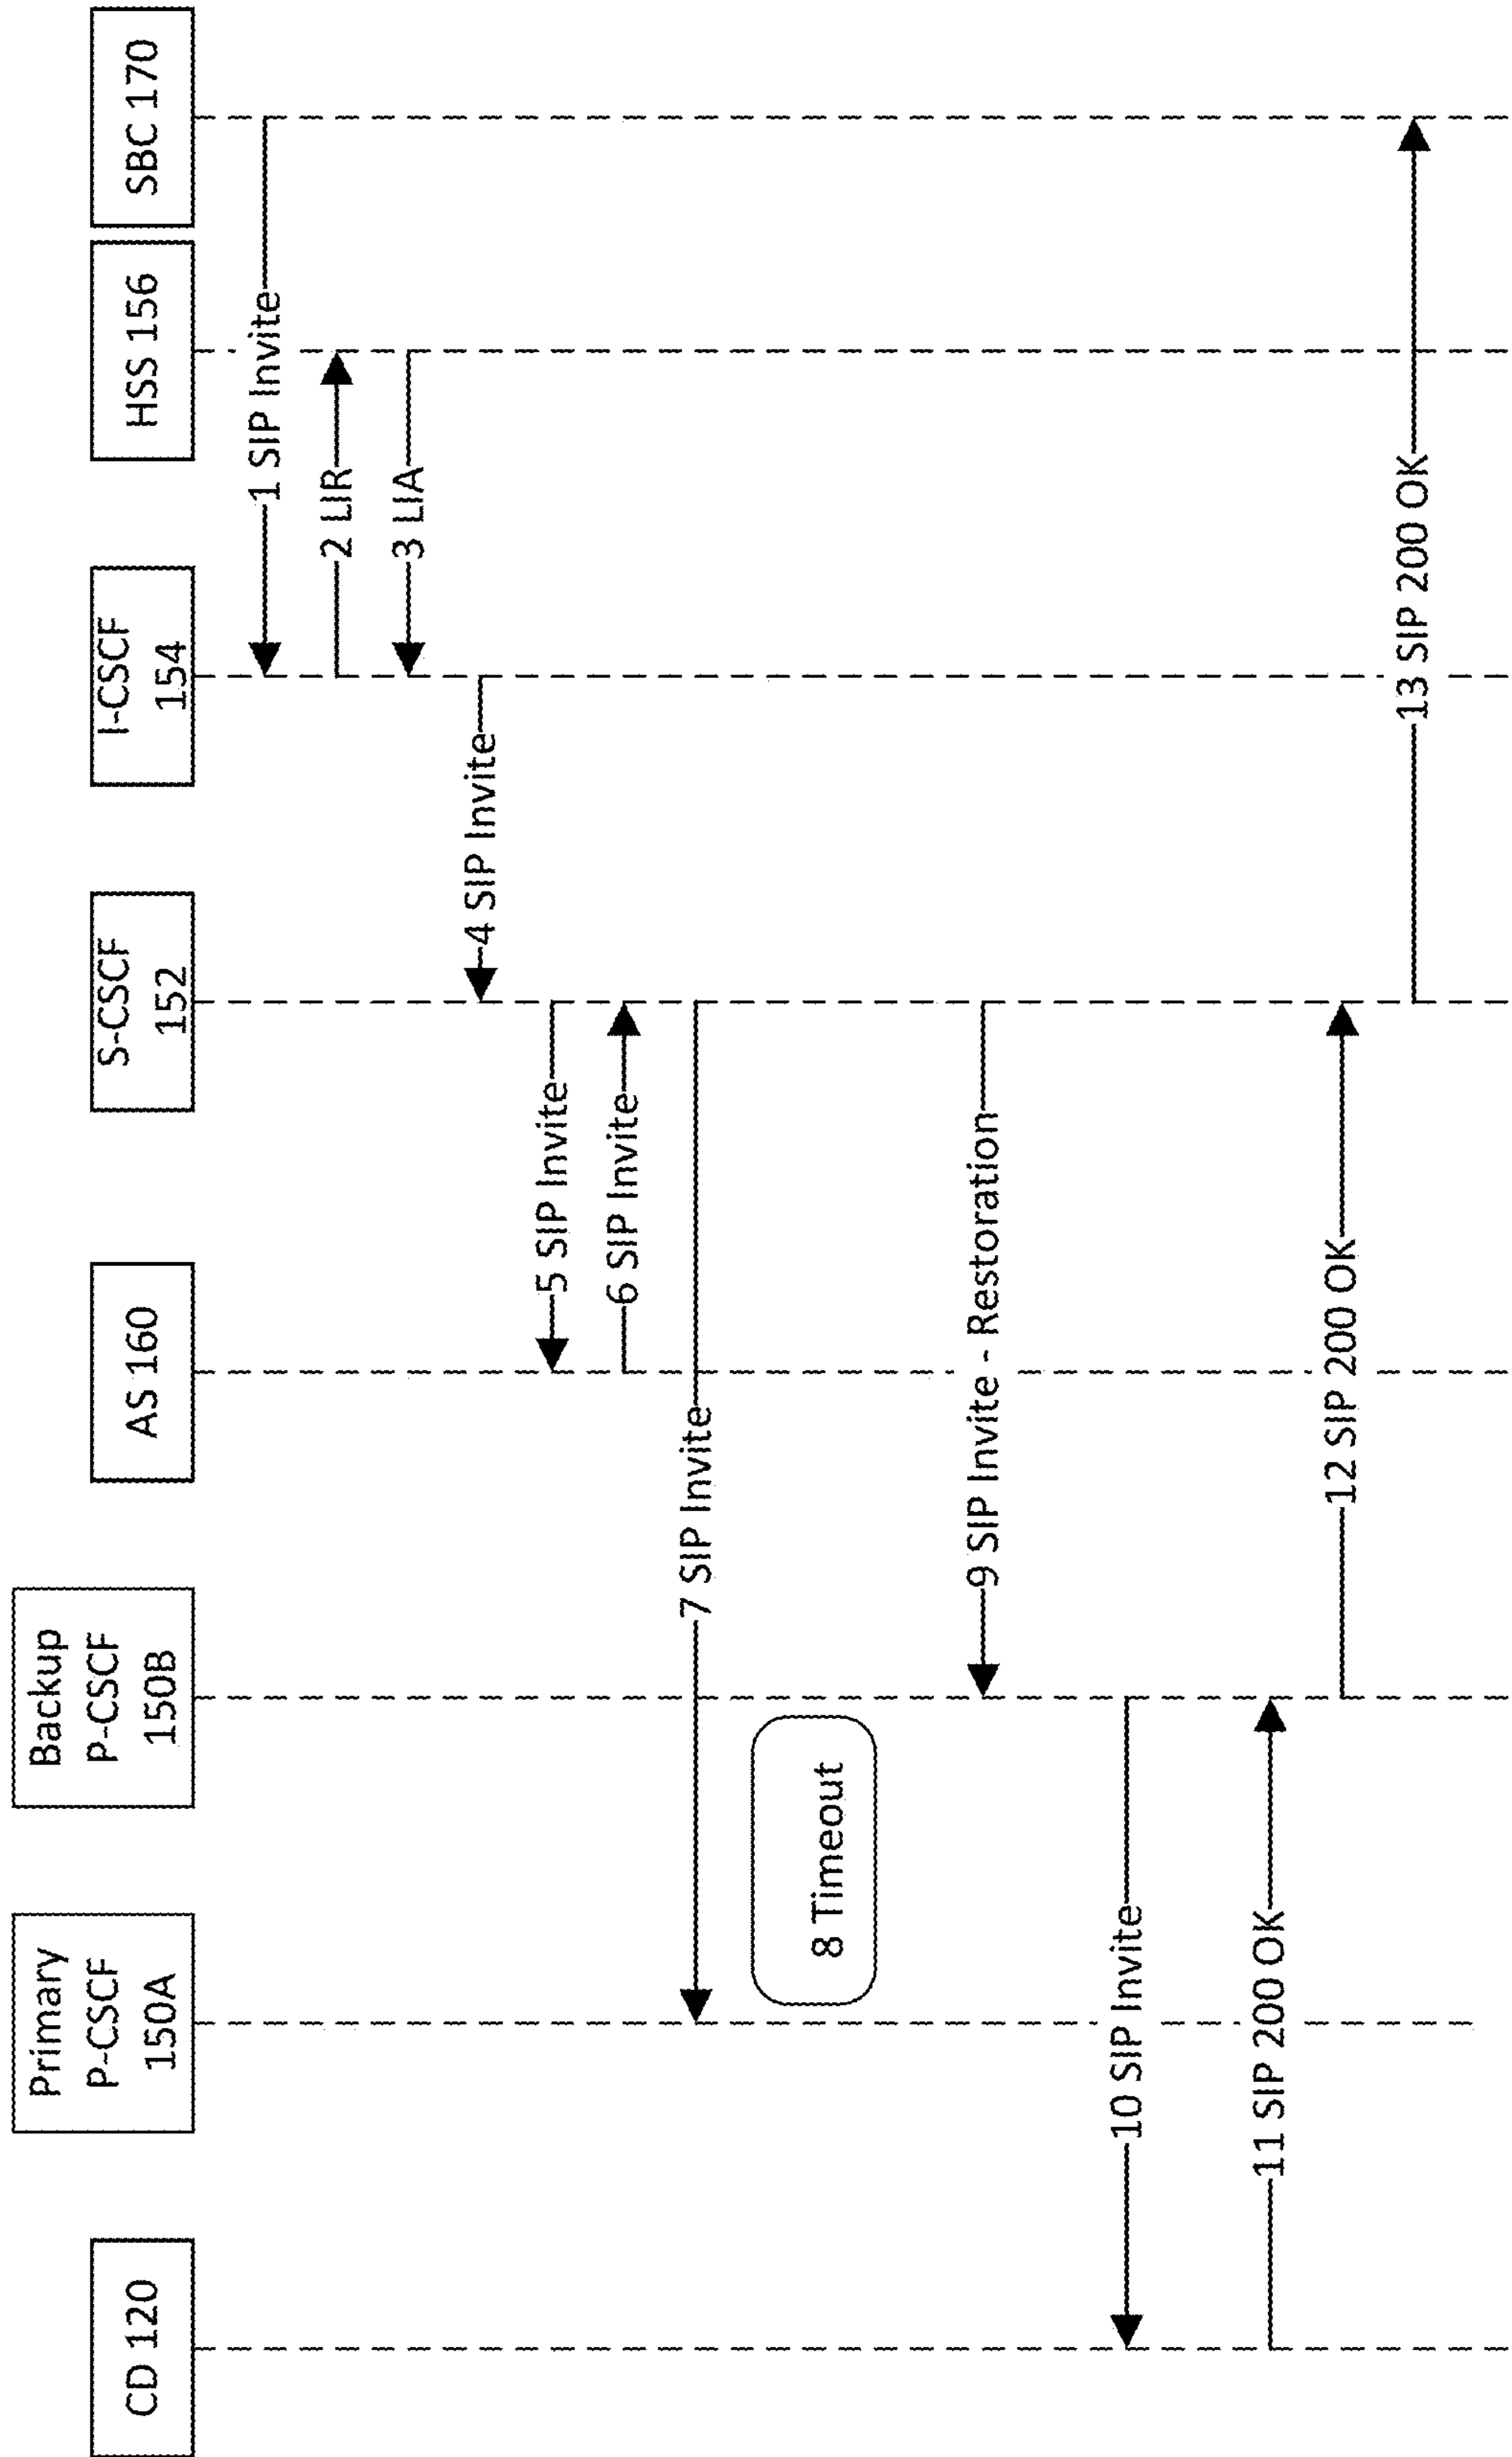 CD 120
Primary
P-CSCF
150A
Backup
P-CSCF
150B
AS 160
S-CSCF
152
I-CSCF
154
HSS 156
SBC 170
1 SIP Invite
2 LIR
3 LIA
4 SIP Invite
5 SIP Invite
6 SIP Invite
7 SIP Invite
8 Timeout
9 SIP Invite - Restoration
10 SIP Invite
11 SIP 200 OK
12 SIP 200 OK
13 SIP 200 OK